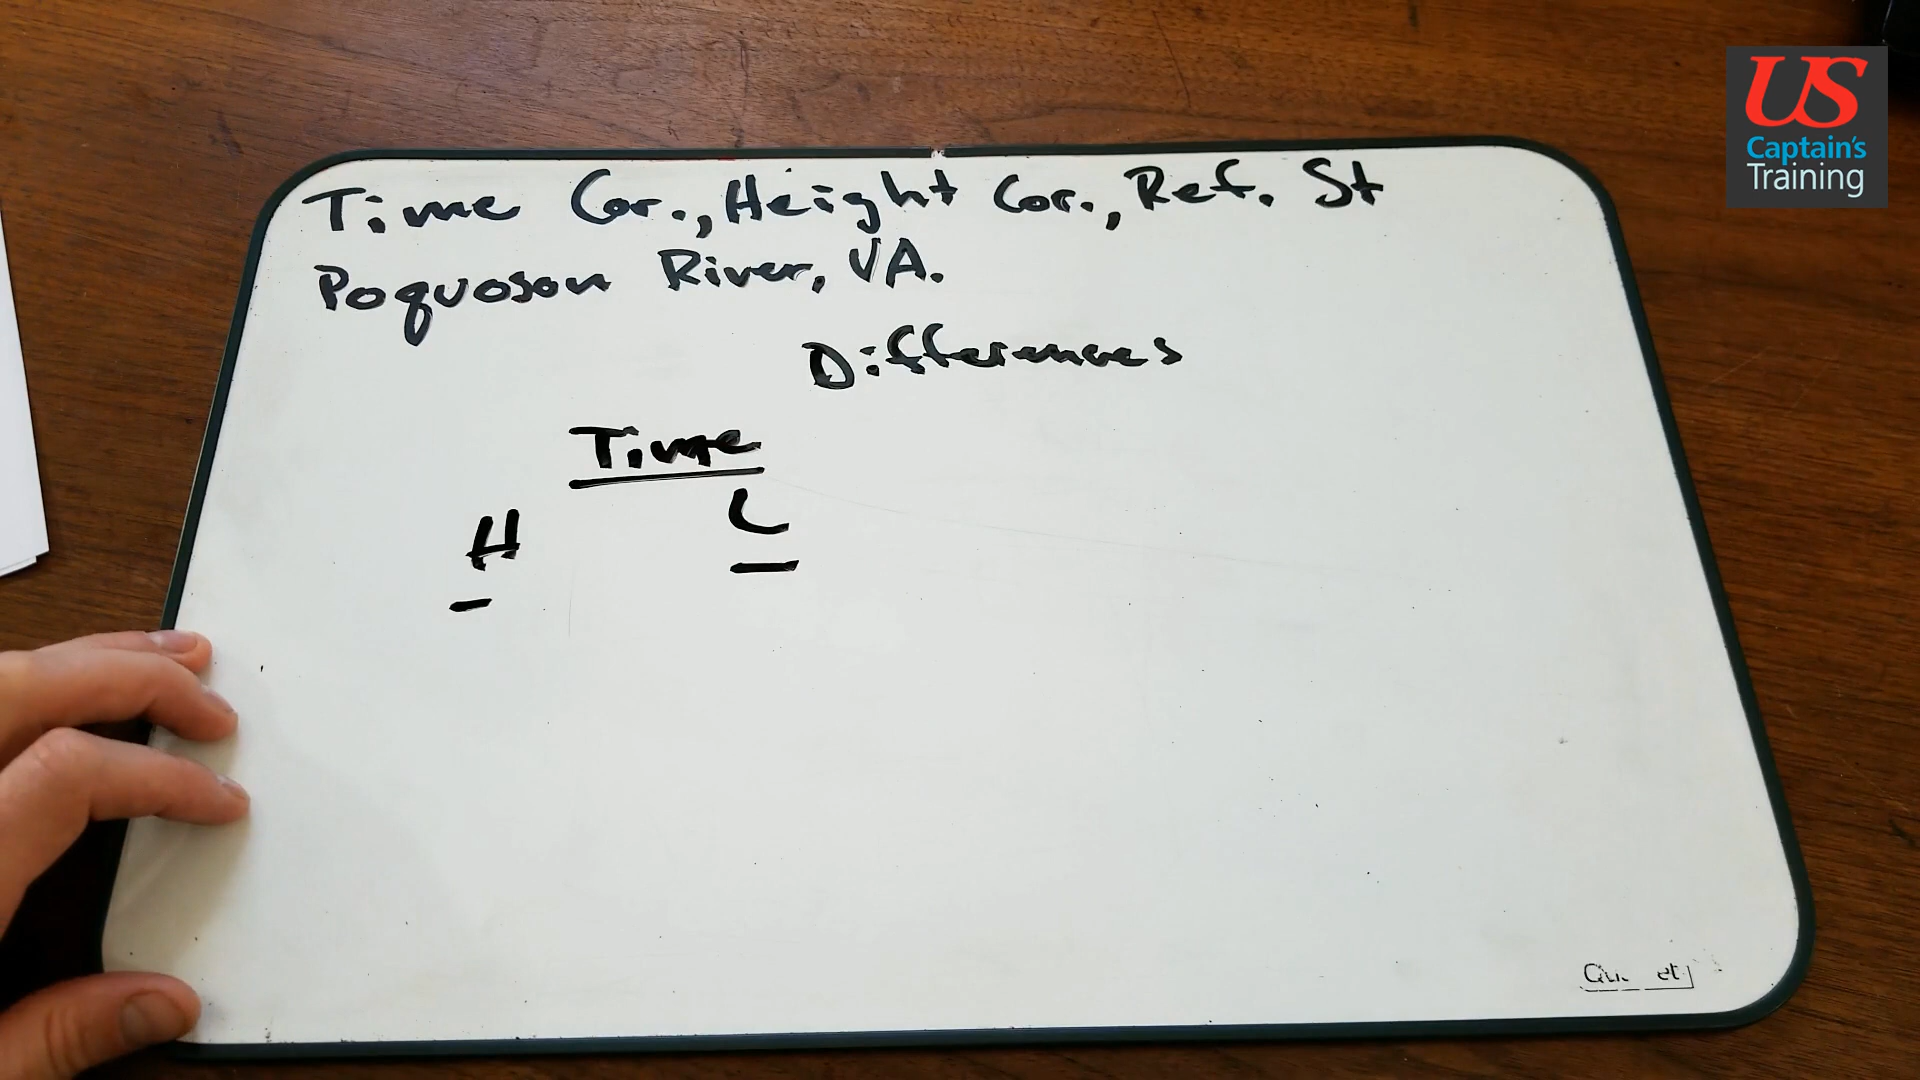 US
Captain's
Training
Time Cor., Height Cor., Ref. St
Poquoson River, VA.
Differences
Time
H L